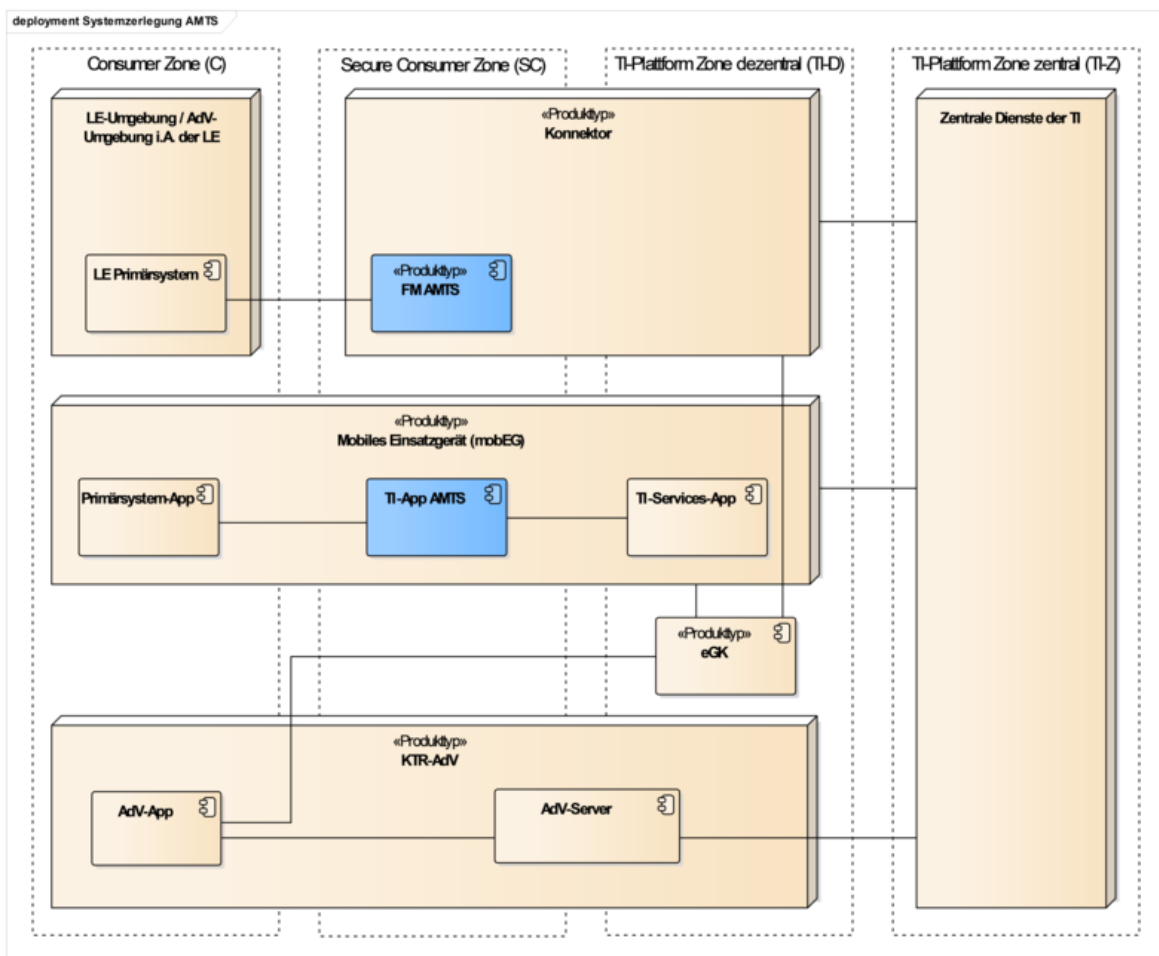 deployment Systemzerlegung AMTS
Consumer Zone (C)
Secure Consumer Zone (SC)
TI-Plattform Zone dezentral (TI-D)
TI-Plattform Zone zentral (TI-Z)
LE-Umgebung / AdV-
Umgebung i.A. der LE
«Produkttyp»
Konnektor
Zentrale Dienste der TI
LE Primärsystem
«Produkttyp»
FM AMTS
«Produkttyp»
Mobiles Einsatzgerät (mobEG)
Primärsystem-App
TI-App AMTS
TI-Services-App
«Produkttyp»
eGK
«Produkttyp»
KTR-AdV
AdV-App
AdV-Server